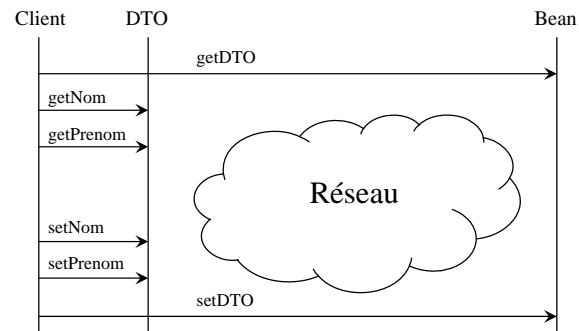 Client DTO Bean
getDTO
getNom
getPrenom
Réseau
setNom
setPrenom
setDTO